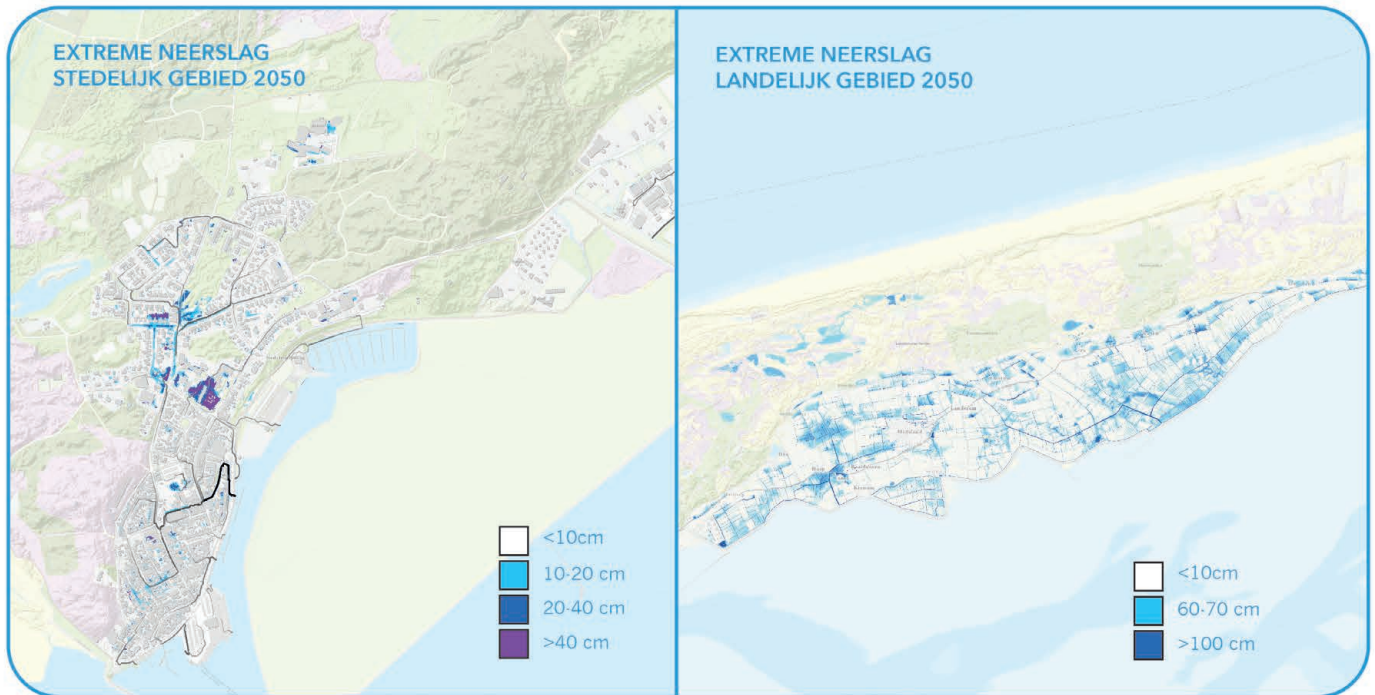 EXTREME NEERSLAG
STEDELIJK GEBIED 2050
<10cm
10-20 cm
20-40 cm
>40 cm
EXTREME NEERSLAG
LANDELIJK GEBIED 2050
<10cm
60-70 cm
>100 cm